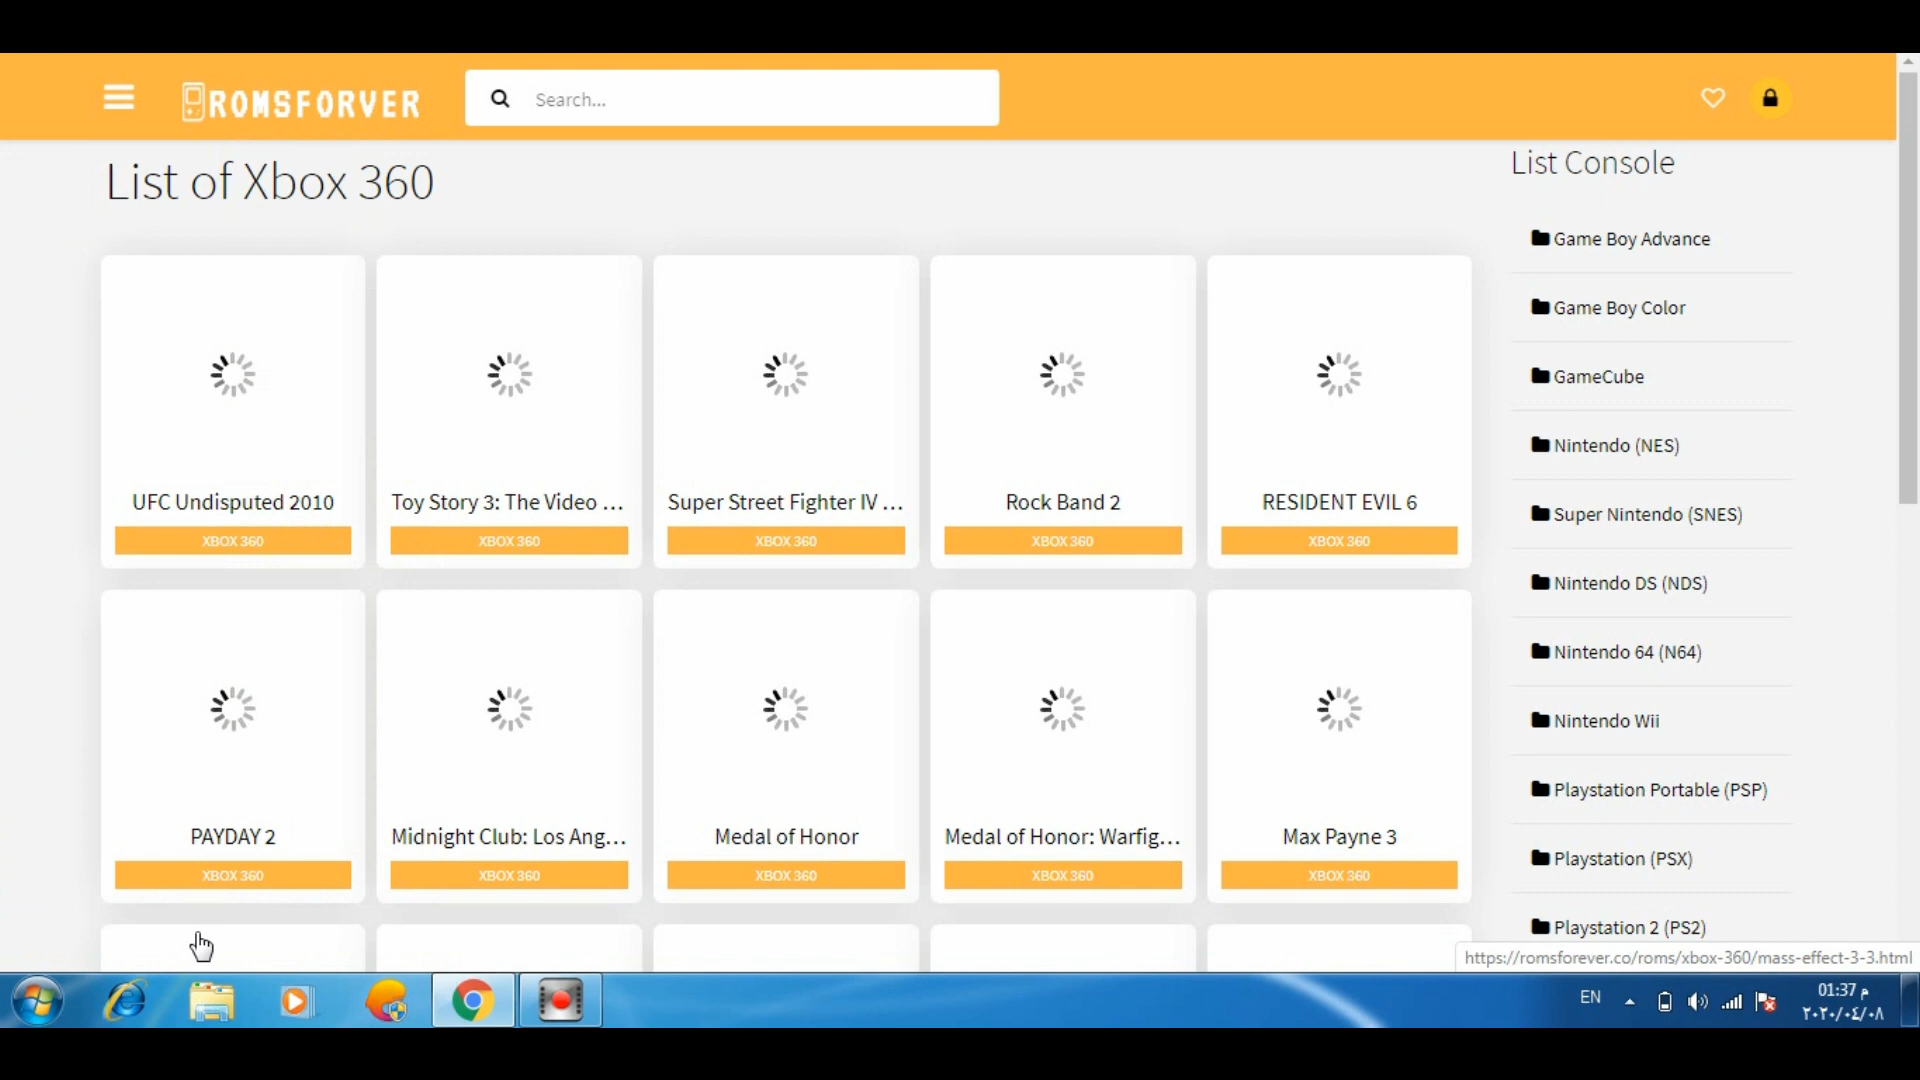 ROMSFORVER
Search...
List of Xbox 360
UFC Undisputed 2010
XBOX 360
Toy Story 3: The Video ...
XBOX 360
Super Street Fighter IV ...
XBOX 360
Rock Band 2
XBOX 360
RESIDENT EVIL 6
XBOX 360
PAYDAY 2
XBOX 360
Midnight Club: Los Ang...
XBOX 360
Medal of Honor
XBOX 360
Medal of Honor: Warfig...
XBOX 360
Max Payne 3
XBOX 360
List Console
Game Boy Advance
Game Boy Color
GameCube
Nintendo (NES)
Super Nintendo (SNES)
Nintendo DS (NDS)
Nintendo 64 (N64)
Nintendo Wii
Playstation Portable (PSP)
Playstation (PSX)
Playstation 2 (PS2)
https://romsforever.co/roms/xbox-360/mass-effect-3-3.html
EN
01:37 م
٢٠٢٠/٠٤/٠٨